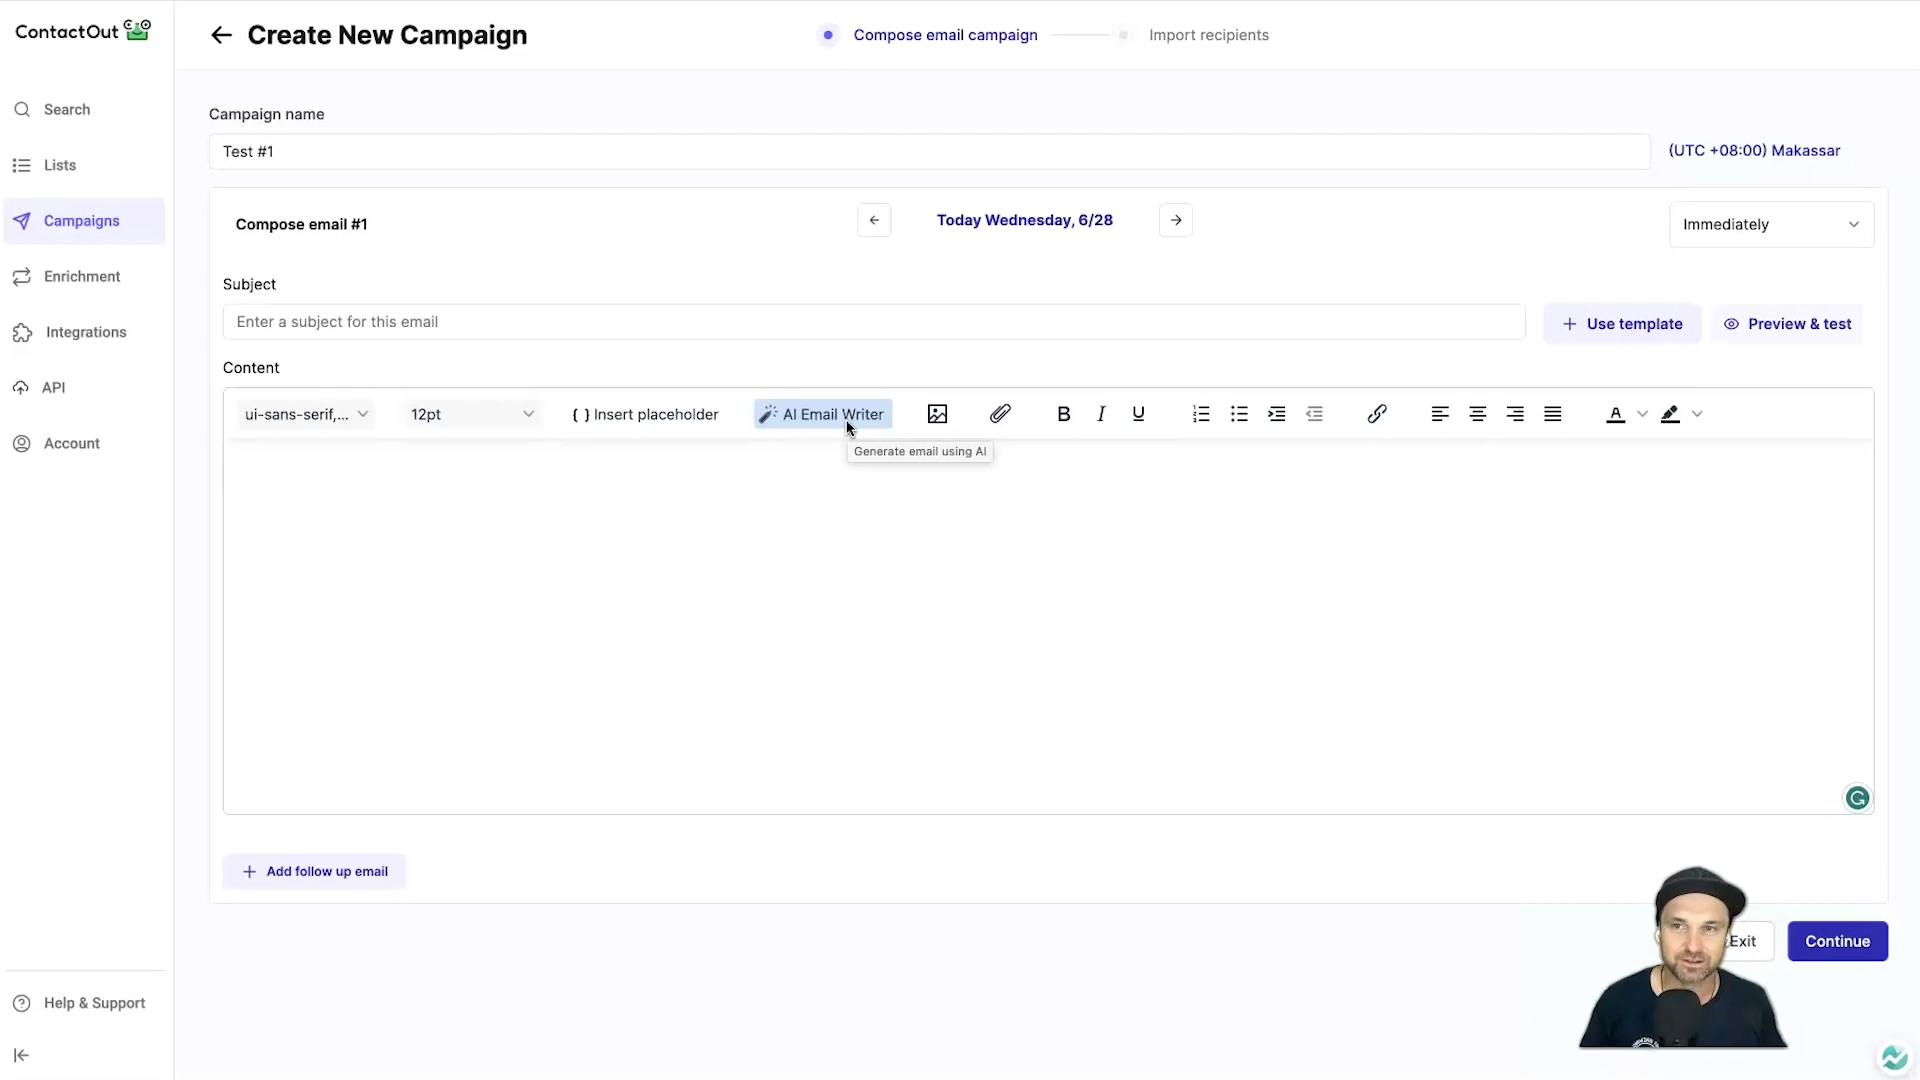 ContactOut
Create New Campaign
Compose email campaign
Import recipients
Search
Lists
Campaigns
Enrichment
Integrations
API
Account
Help & Support
Campaign name
Test #1
(UTC +08:00) Makassar
Compose email #1
Today Wednesday, 6/28
Immediately
Subject
Enter a subject for this email
Use template
Preview & test
Content
ui-sans-serif,...
12pt
{ } Insert placeholder
AI Email Writer
B I U
A
Generate email using AI
Add follow up email
Exit
Continue